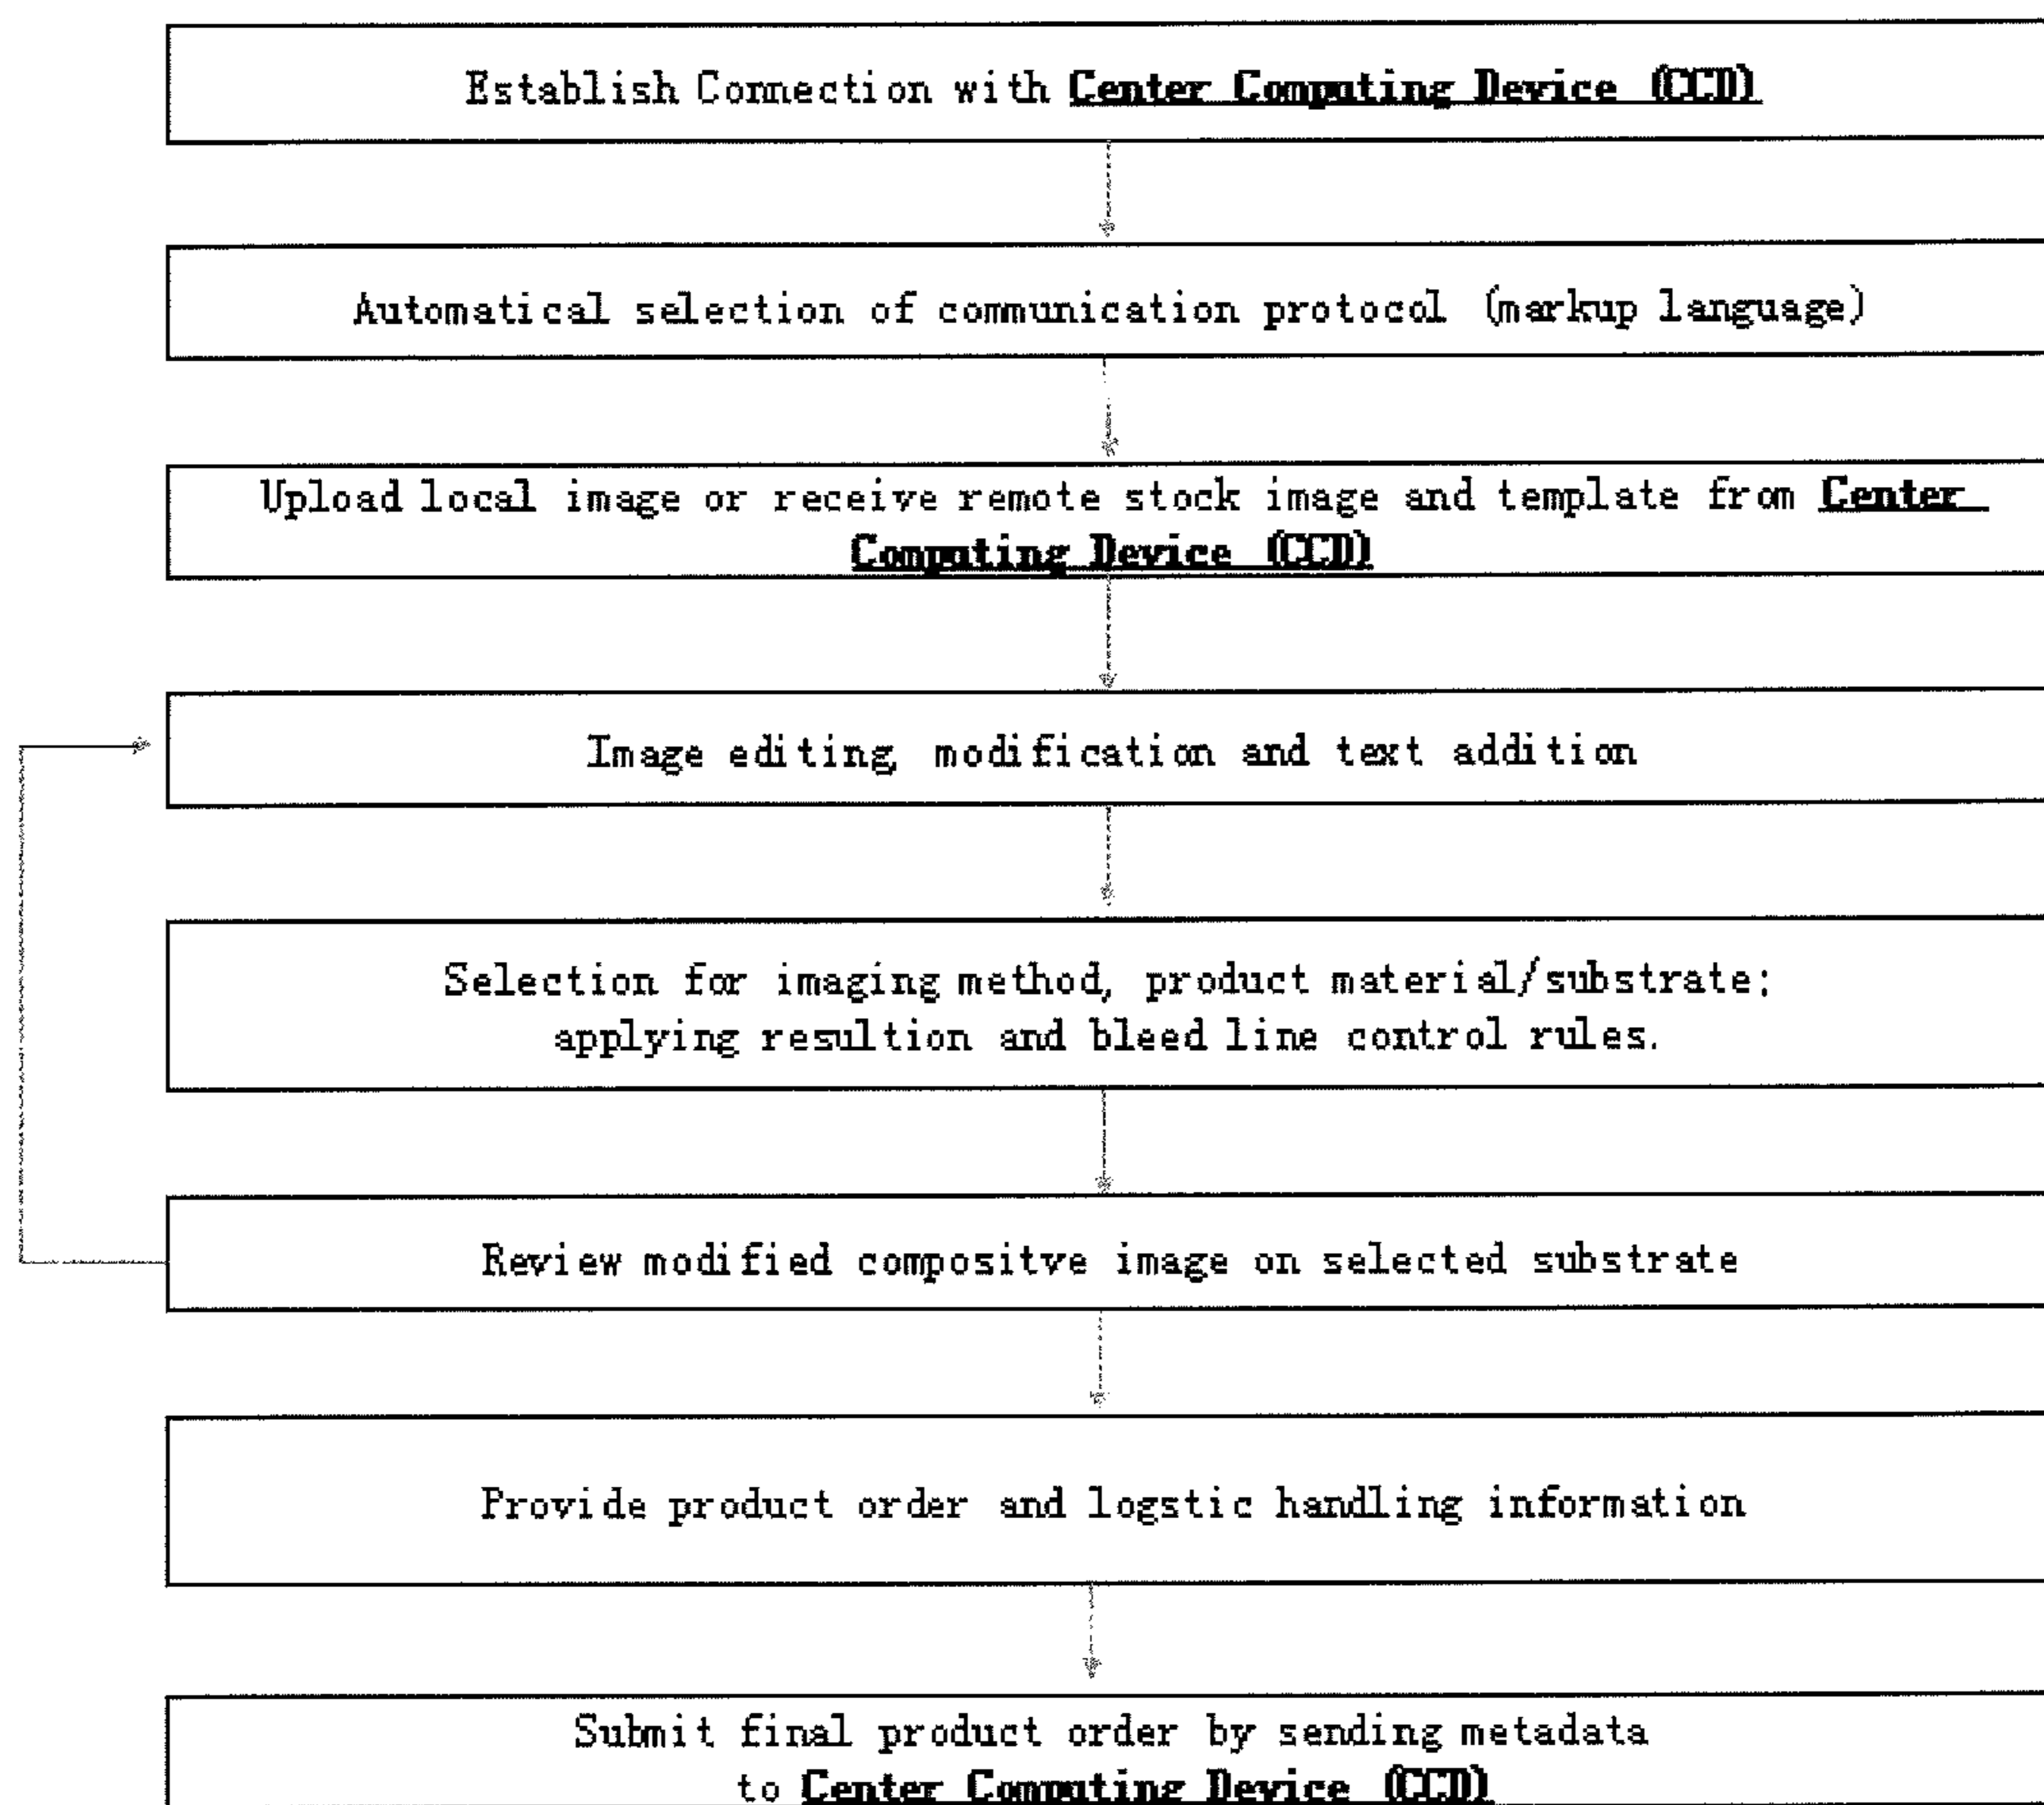 Establish Connection with Center Computing Device (CCD)
Automatical selection of communication protocol (markup language)
Upload local image or receive remote stock image and template from Center
Computing Device (CCD)
Image editing, modification and text addition
Selection for imaging method, product material/substrate;
applying resultion and bleed line control rules.
Review modified compositve image on selected substrate
Provide product order and logstic handling information
Submit final product order by sending metadata
to Center Computing Device (CCD)